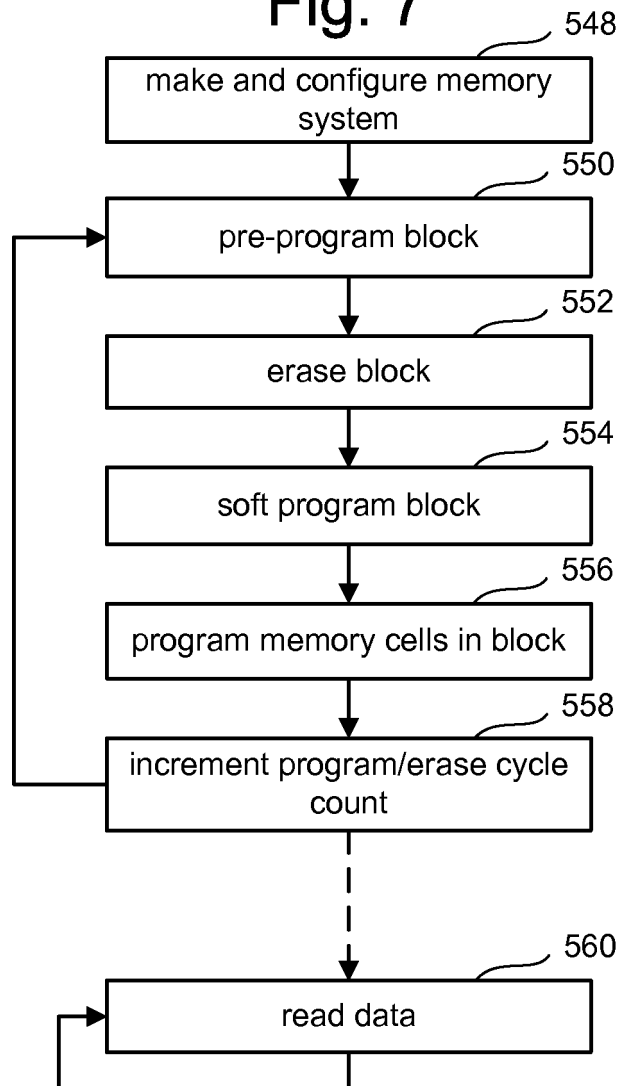 Fig. 7
548
make and configure memory
system
550
pre-program block
552
erase block
554
soft program block
556
program memory cells in block
558
increment program/erase cycle
count
560
read data